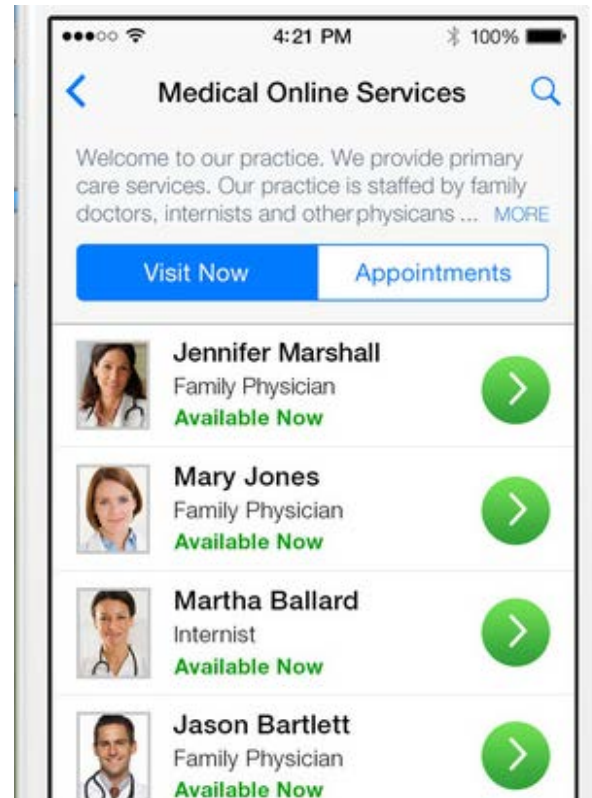 4:21 PM 100%
Medical Online Services
Welcome to our practice. We provide primary
care services. Our practice is staffed by family
doctors, internists and other physicans ... MORE
Visit Now Appointments
Jennifer Marshall
Family Physician
Available Now
Mary Jones
Family Physician
Available Now
Martha Ballard
Internist
Available Now
Jason Bartlett
Family Physician
Available Now